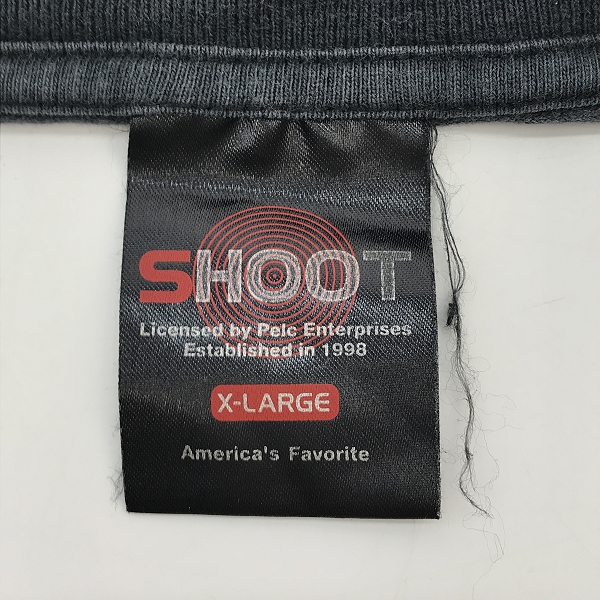 SHOOT
Licensed by Pelc Enterprises
Established in 1998
X-LARGE
America's Favorite